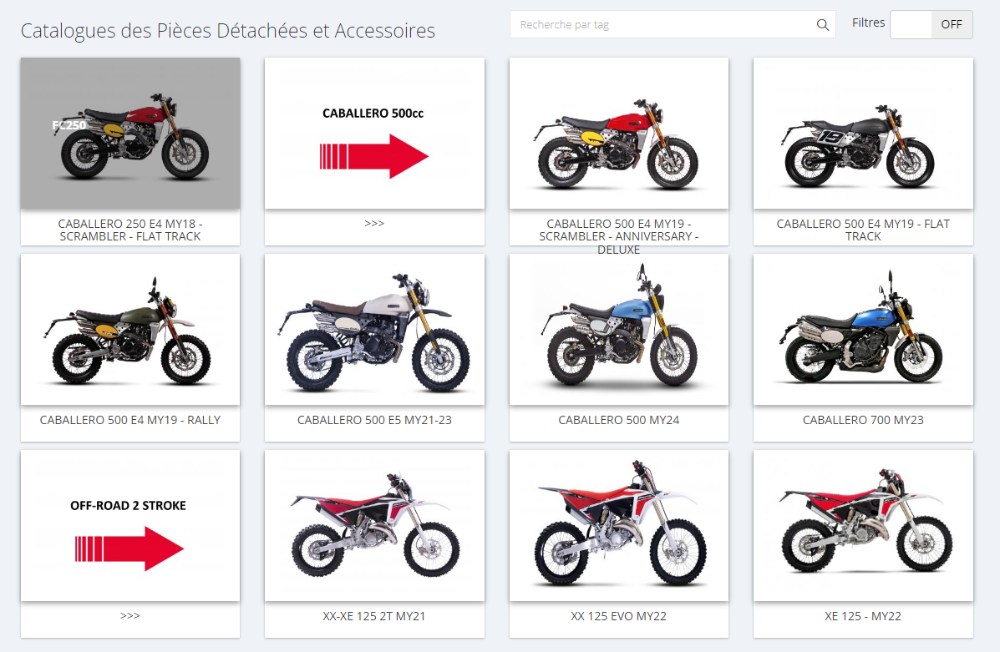 Catalogues des Pièces Détachées et Accessoires
Recherche par tag
Filtres
OFF
FC250
CABALLERO 250 E4 MY18 -
SCRAMBLER - FLAT TRACK
CABALLERO 500cc
>>>
CABALLERO 500 E4 MY19 -
SCRAMBLER - ANNIVERSARY -
DELUXE
19
CABALLERO 500 E4 MY19 - FLAT
TRACK
CABALLERO 500 E4 MY19 - RALLY
CABALLERO 500 E5 MY21-23
CABALLERO 500 MY24
CABALLERO 700 MY23
OFF-ROAD 2 STROKE
>>>
XX-XE 125 2T MY21
XX 125 EVO MY22
XE 125 - MY22